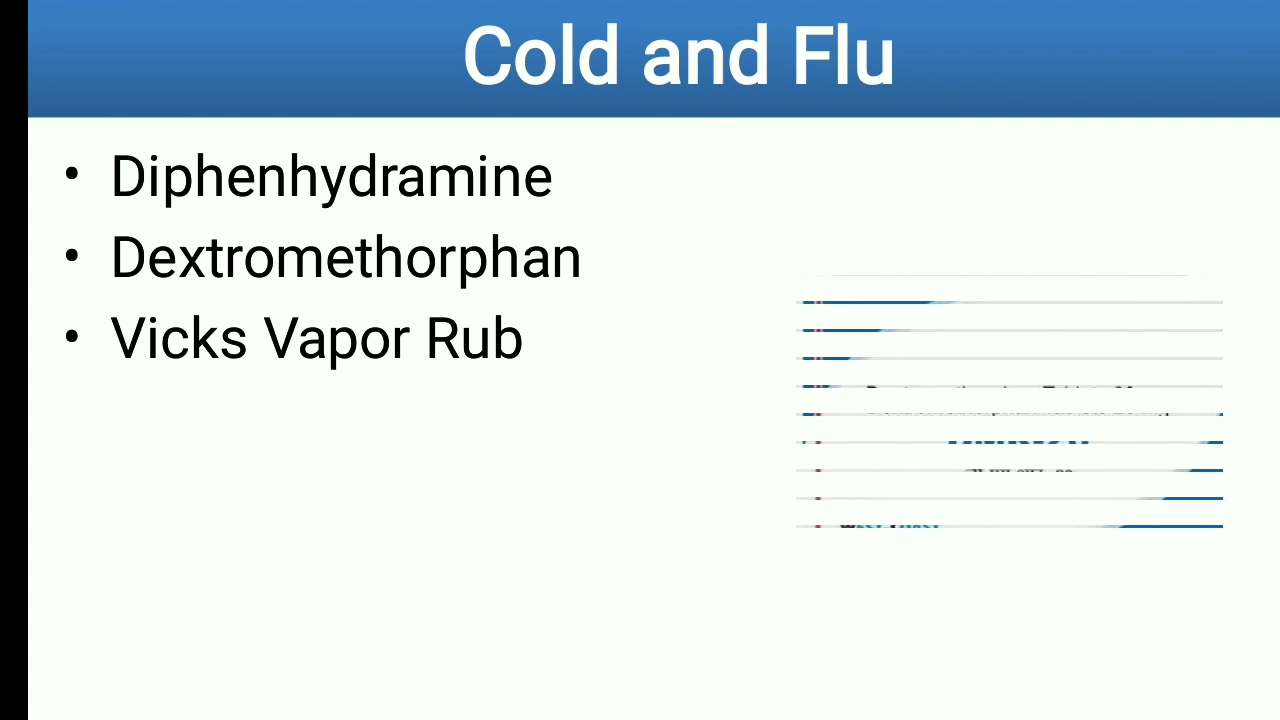 Cold and Flu
• Diphenhydramine
• Dextromethorphan
• Vicks Vapor Rub